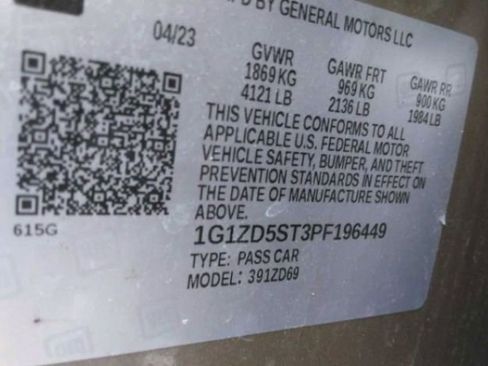 BY GENERAL MOTORS LLC
04/23
GVWR GAWR FRT GAWR RR
1869 KG 969 KG 900 KG
4121 LB 2136 LB 1984 LB
THIS VEHICLE CONFORMS TO ALL
APPLICABLE U.S. FEDERAL MOTOR
VEHICLE SAFETY, BUMPER, AND THEFT
PREVENTION STANDARDS IN EFFECT ON
THE DATE OF MANUFACTURE SHOWN
ABOVE.
615G
1G1ZD5ST3PF196449
TYPE: PASS CAR
MODEL: 391ZD69